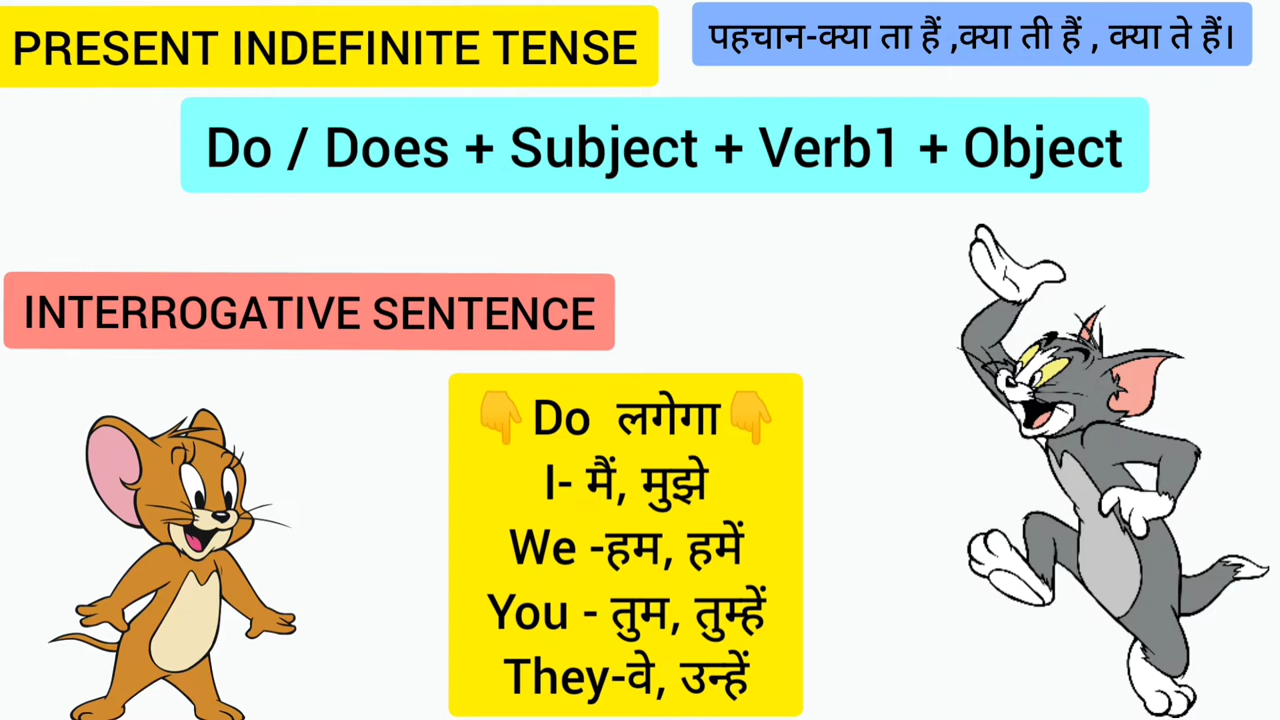 PRESENT INDEFINITE TENSE
पहचान-क्या ता हैं ,क्या ती हैं , क्या ते हैं।
Do / Does + Subject + Verb1 + Object
INTERROGATIVE SENTENCE
👇Do लगेगा👇
I- मैं, मुझे
We -हम, हमें
You - तुम, तुम्हें
They-वे, उन्हें